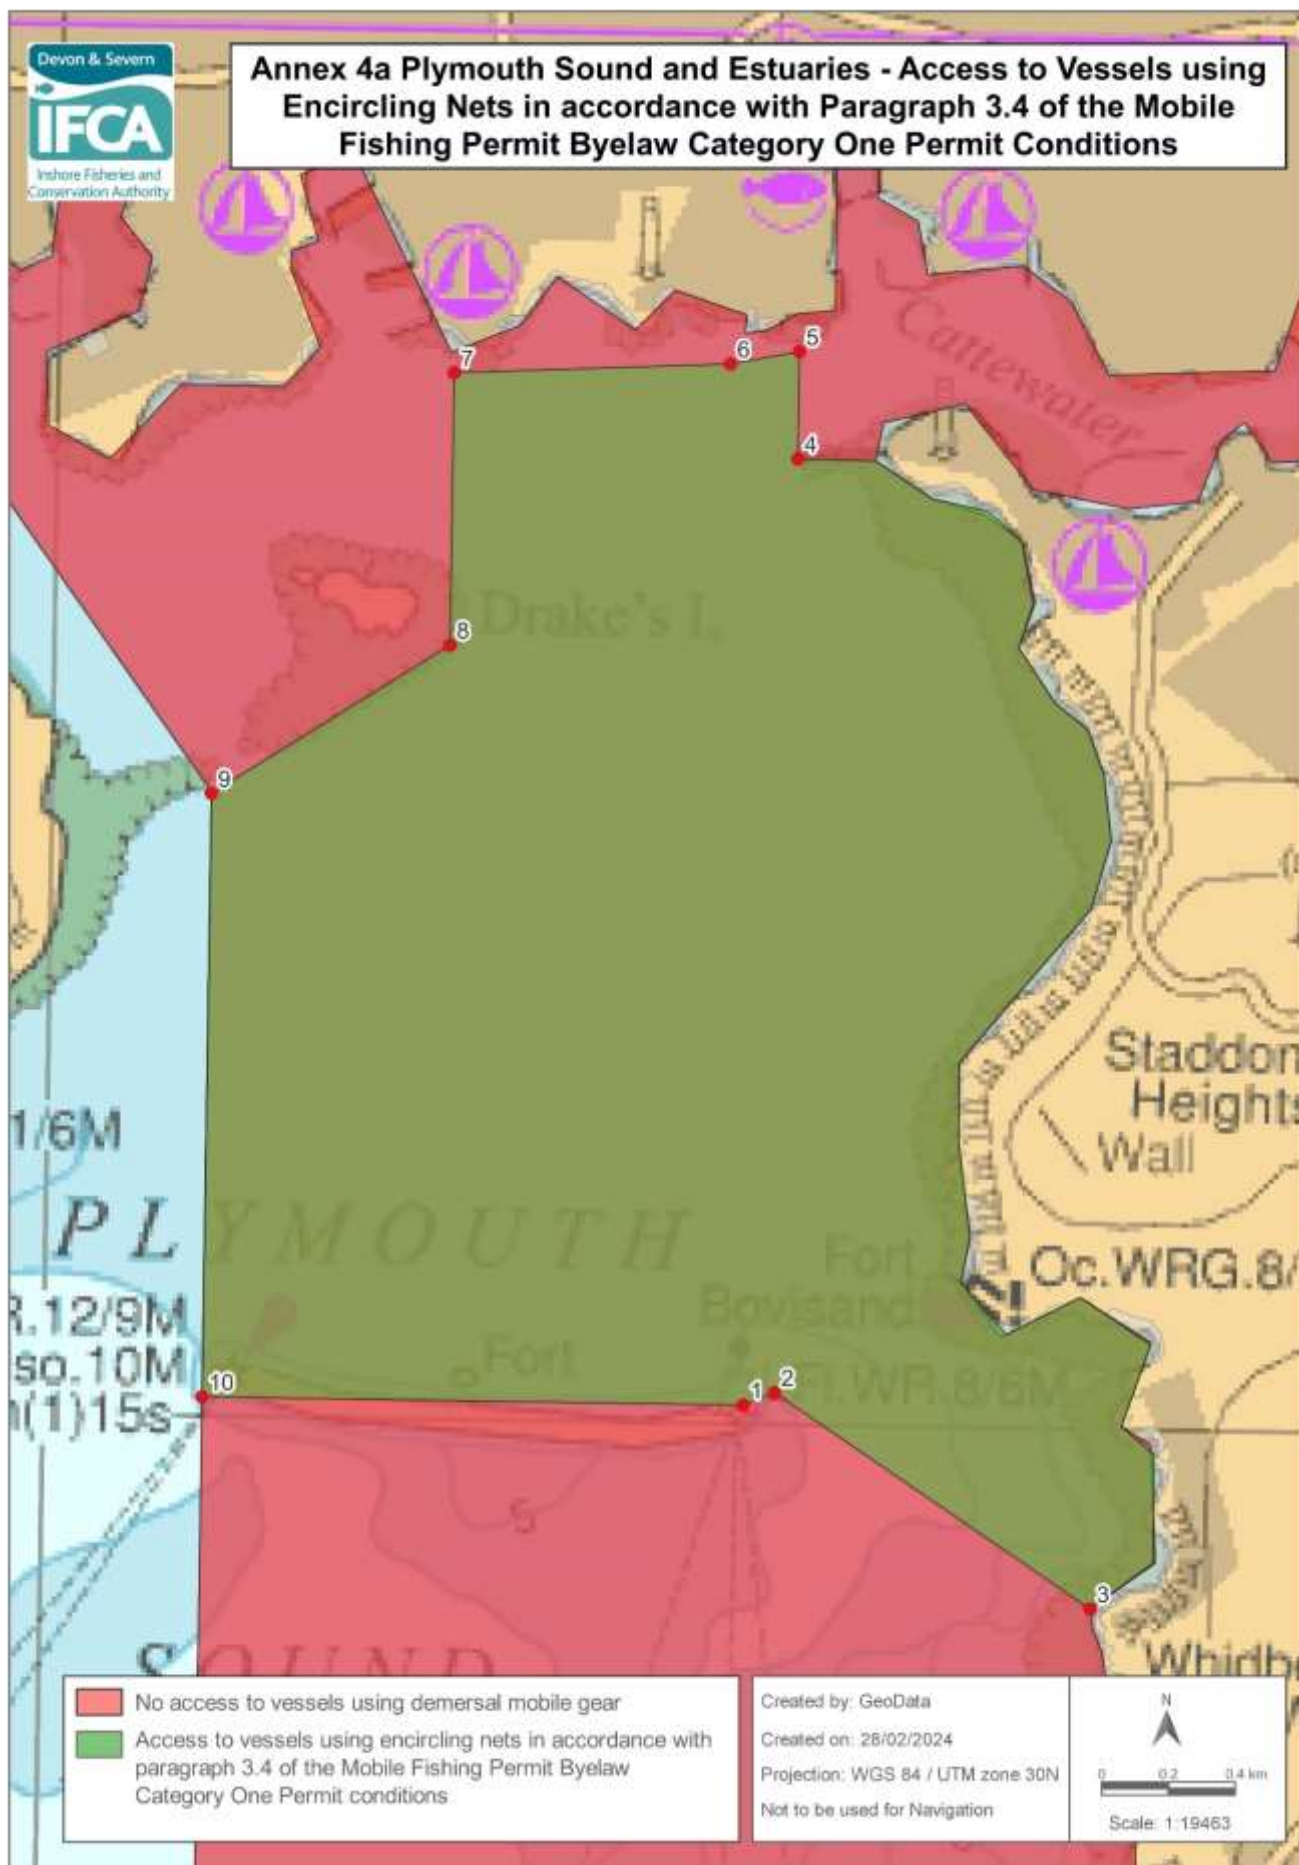 Devon & Severn
IFCA
Inshore Fisheries and
Conservation Authority
Annex 4a Plymouth Sound and Estuaries - Access to Vessels using
Encircling Nets in accordance with Paragraph 3.4 of the Mobile
Fishing Permit Byelaw Category One Permit Conditions
Cattewater
5
6
7
4
Drake's I.
8
9
Staddon
Heights
Wall
1/6M
PLYMOUTH
Fort
Bovisand
Oc.WRG.8/
R.12/9M
so.10M
(1)15s
Fort
Fl.WR.8/6M
10
1
2
5
3
SOUND
Whidb
No access to vessels using demersal mobile gear
Access to vessels using encircling nets in accordance with
paragraph 3.4 of the Mobile Fishing Permit Byelaw
Category One Permit conditions
Created by: GeoData
Created on: 28/02/2024
Projection: WGS 84 / UTM zone 30N
Not to be used for Navigation
N
0 0.2 0.4 km
Scale: 1:19463